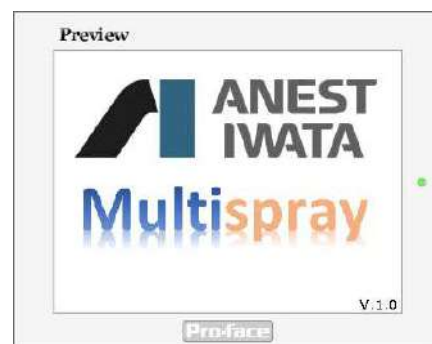 Preview
ANEST
IWATA
Multispray
V.1.0
Pro-face